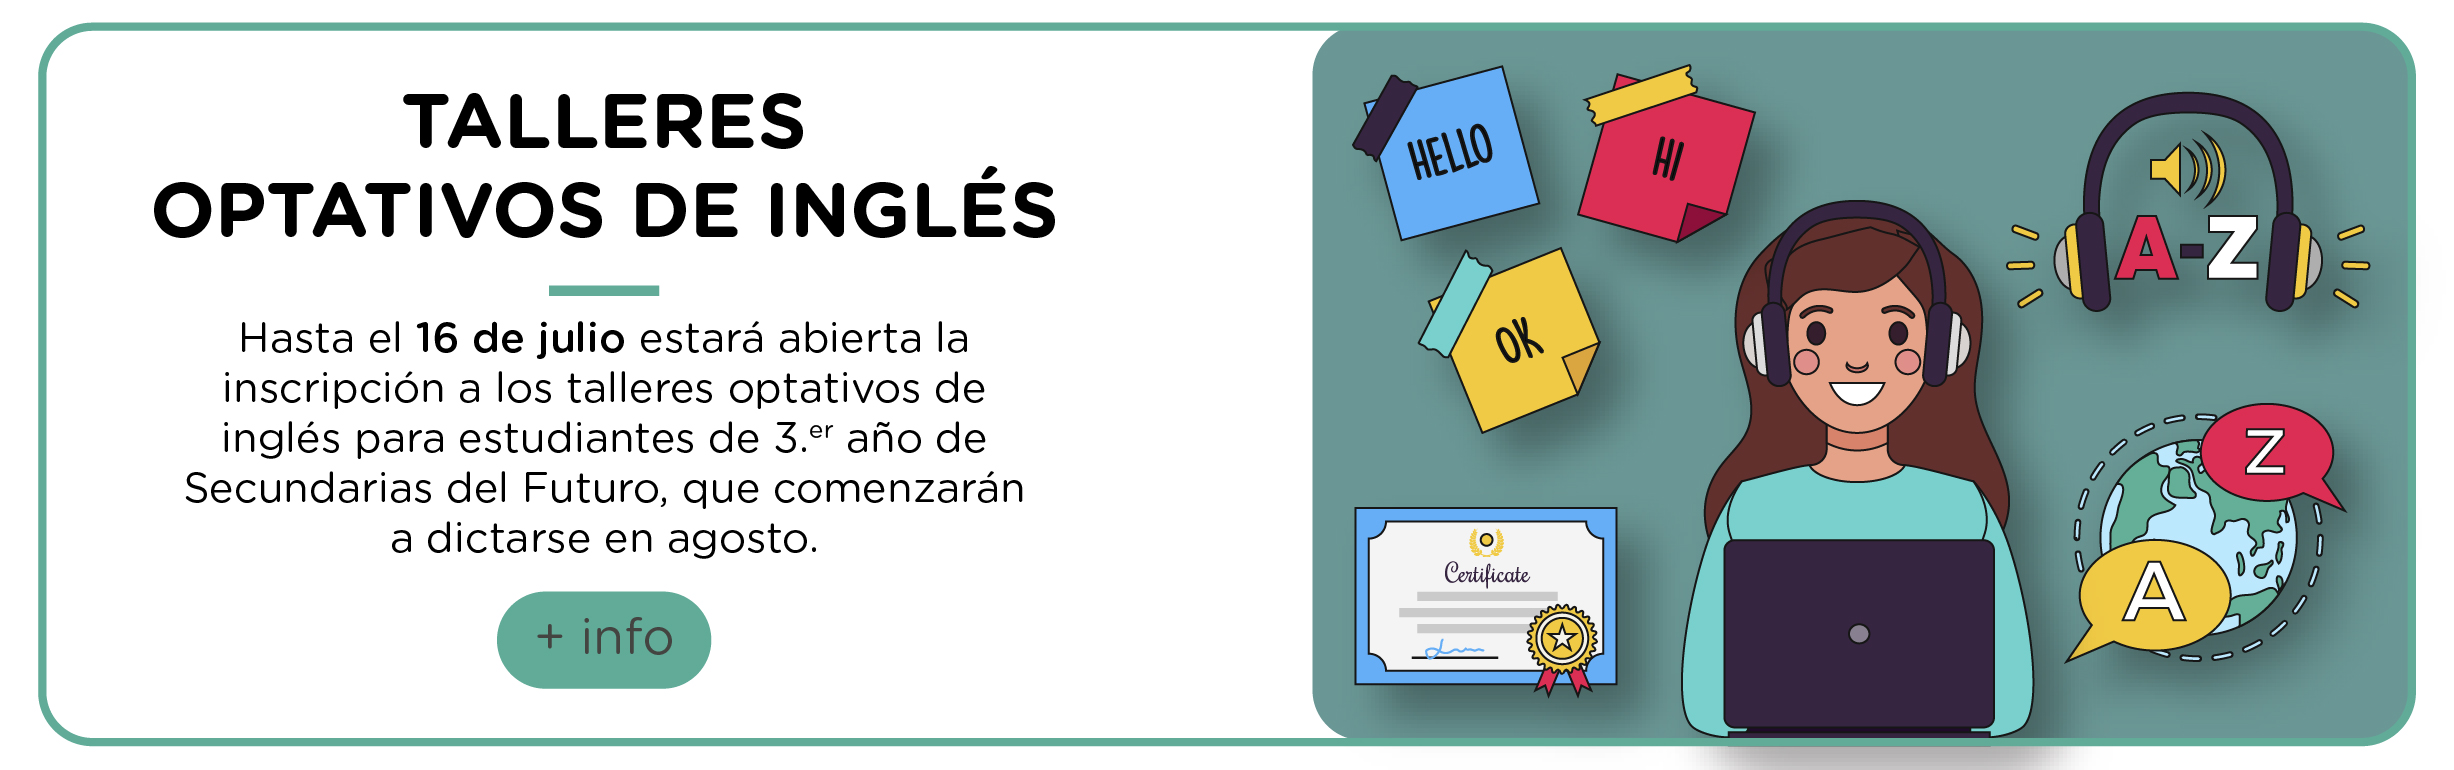 TALLERES
OPTATIVOS DE INGLÉS
Hasta el 16 de julio estará abierta la
inscripción a los talleres optativos de
inglés para estudiantes de 3.er año de
Secundarias del Futuro, que comenzarán
a dictarse en agosto.
+ info
HELLO
HI
OK
A-Z
Certificate
Z
A